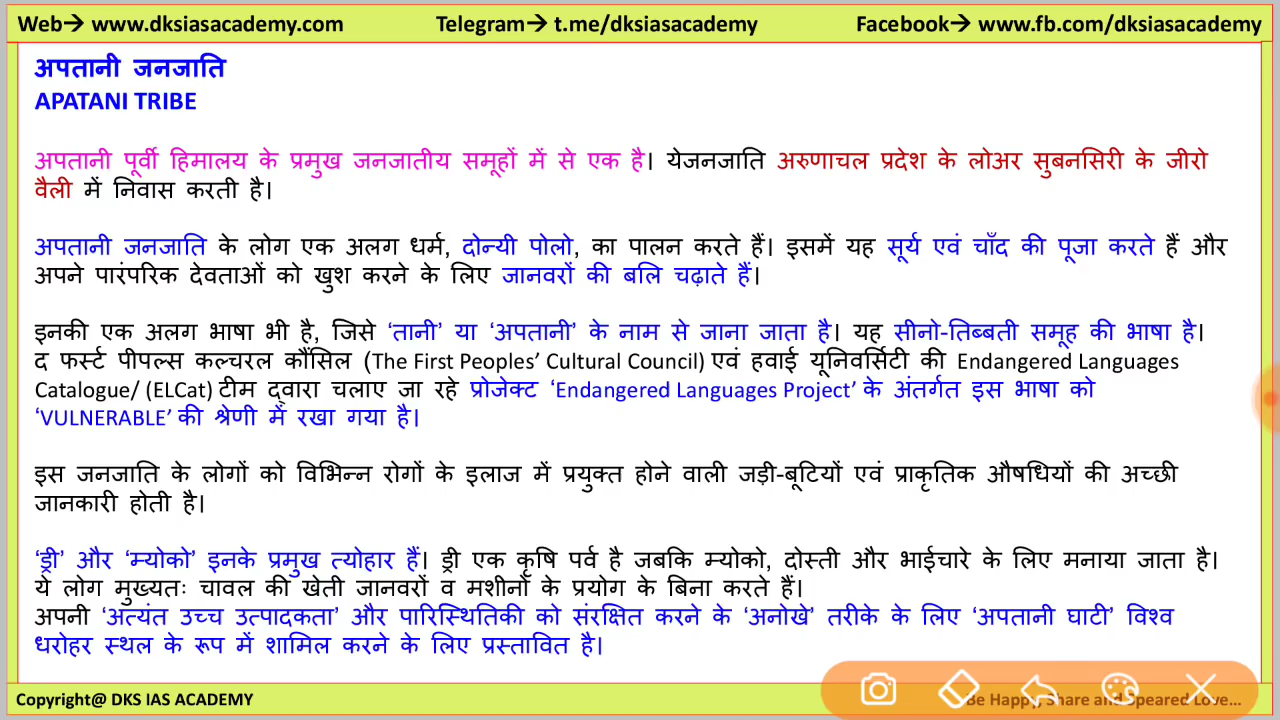 Web→ www.dksiasacademy.com Telegram→ t.me/dksiasacademy Facebook→ www.fb.com/dksiasacademy
अपतानी जनजाति
APATANI TRIBE
अपतानी पूर्वी हिमालय के प्रमुख जनजातीय समूहों में से एक है। येजनजाति अरुणाचल प्रदेश के लोअर सुबनसिरी के जीरो
वैली में निवास करती है।
अपतानी जनजाति के लोग एक अलग धर्म, दोन्यी पोलो, का पालन करते हैं। इसमें यह सूर्य एवं चाँद की पूजा करते हैं और
अपने पारंपरिक देवताओं को खुश करने के लिए जानवरों की बलि चढ़ाते हैं।
इनकी एक अलग भाषा भी है, जिसे ‘तानी’ या ‘अपतानी’ के नाम से जाना जाता है। यह सीनो-तिब्बती समूह की भाषा है।
द फर्स्ट पीपल्स कल्चरल कौंसिल (The First Peoples’ Cultural Council) एवं हवाई यूनिवर्सिटी की Endangered Languages
Catalogue/ (ELCat) टीम द्वारा चलाए जा रहे प्रोजेक्ट ‘Endangered Languages Project’ के अंतर्गत इस भाषा को
‘VULNERABLE’ की श्रेणी में रखा गया है।
इस जनजाति के लोगों को विभिन्न रोगों के इलाज में प्रयुक्त होने वाली जड़ी-बूटियों एवं प्राकृतिक औषधियों की अच्छी
जानकारी होती है।
‘ड्री’ और ‘म्योको’ इनके प्रमुख त्योहार हैं। ड्री एक कृषि पर्व है जबकि म्योको, दोस्ती और भाईचारे के लिए मनाया जाता है।
ये लोग मुख्यतः चावल की खेती जानवरों व मशीनों के प्रयोग के बिना करते हैं।
अपनी ‘अत्यंत उच्च उत्पादकता’ और पारिस्थितिकी को संरक्षित करने के ‘अनोखे’ तरीके के लिए ‘अपतानी घाटी’ विश्व
धरोहर स्थल के रूप में शामिल करने के लिए प्रस्तावित है।
Copyright@ DKS IAS ACADEMY Be Happy, Share and Speared Love...